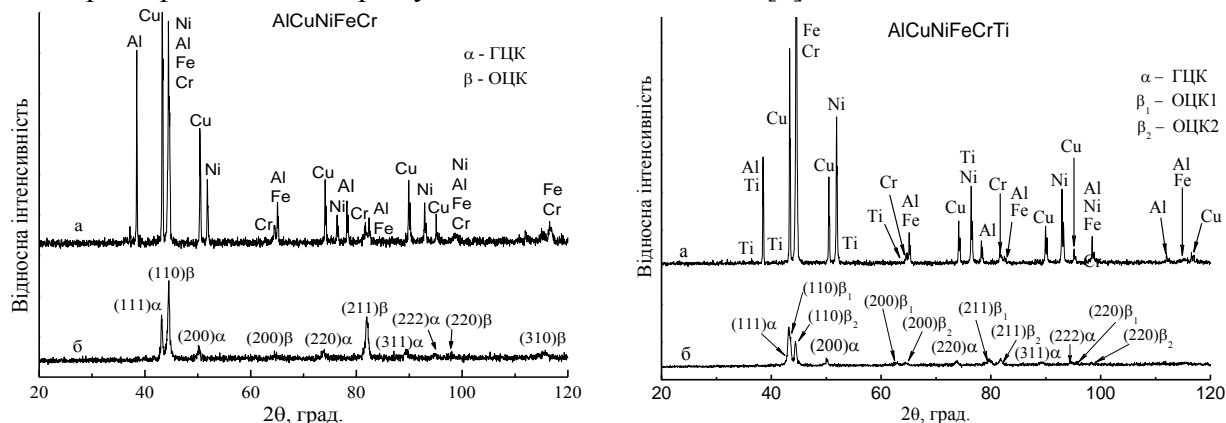 AlCuNiFeCr
α - ГЦК
β - ОЦК
Відносна інтенсивність
Al
Cu
Ni
Al
Fe
Cr
Cu
Ni
Cr
Al
Fe
Cu
Ni
Al
Cr
Al
Fe
Cu
Ni
Cu
Ni
Al
Fe
Cr
Fe
Cr
а
(111)α
(110)β
(200)α
(200)β
(220)α
(211)β
(311)α
(222)α
(220)β
(310)β
б
20 40 60 80 100 120
2θ, град.
AlCuNiFeCrTi
α – ГЦК
β₁ – ОЦК1
β₂ – ОЦК2
Відносна інтенсивність
Ti
Al
Ti
Ti
Cu
Fe
Cr
Cu
Ni
Ti
Ti
Cr
Al
Fe
Cu
Ti
Ni
Al
Cr
Al
Fe
Cu
Ni
Cu
Al
Ni
Fe
Cr
Al
Al
Fe
Cu
а
(111)α
(110)β₁
(110)β₂
(200)α
(200)β₁
(200)β₂
(220)α
(211)β₁
(211)β₂
(311)α
(222)α
(220)β₁
(220)β₂
б
20 40 60 80 100 120
2θ, град.